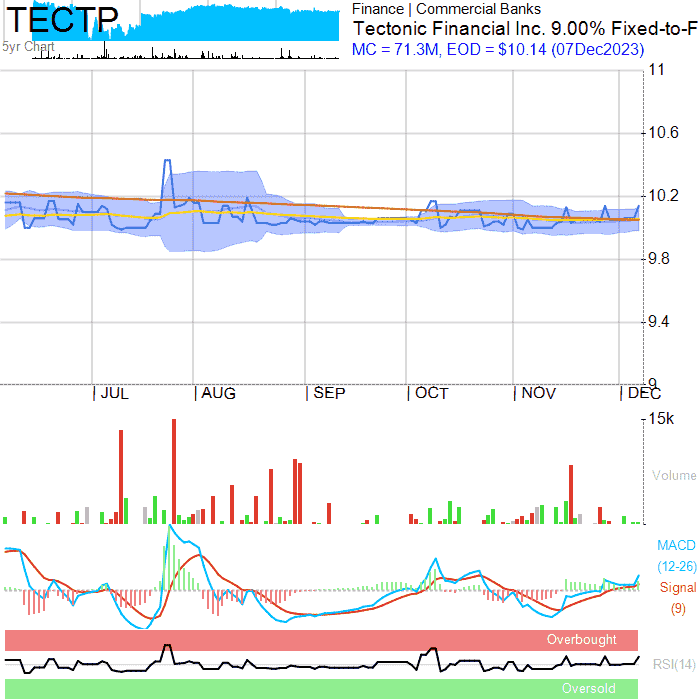 TECTP
5yr Chart
Finance | Commercial Banks
Tectonic Financial Inc. 9.00% Fixed-to-F
MC = 71.3M, EOD = $10.14 (07Dec2023)
11
10.6
10.2
9.8
9.4
9
| JUL | AUG | SEP | OCT | NOV | DEC
15k
Volume
MACD
(12-26)
Signal
(9)
Overbought
RSI(14)
Oversold